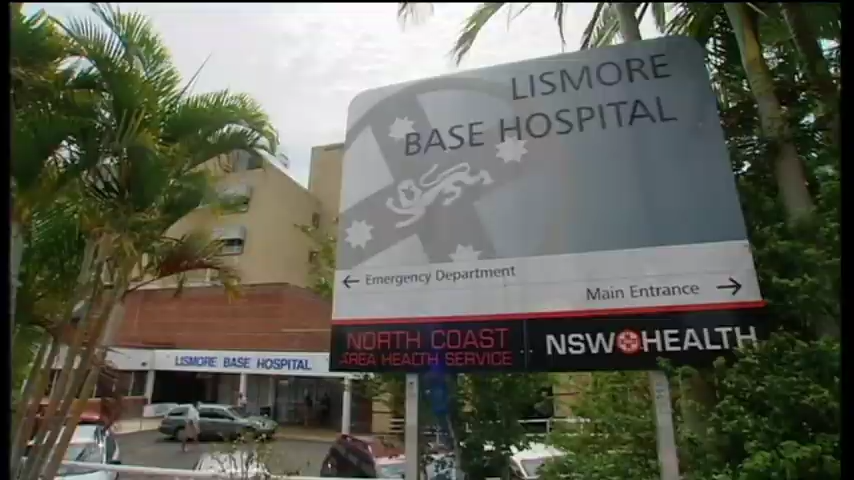 LISMORE
BASE HOSPITAL
← Emergency Department
Main Entrance →
NORTH COAST
AREA HEALTH SERVICE
NSW HEALTH
LISMORE BASE HOSPITAL